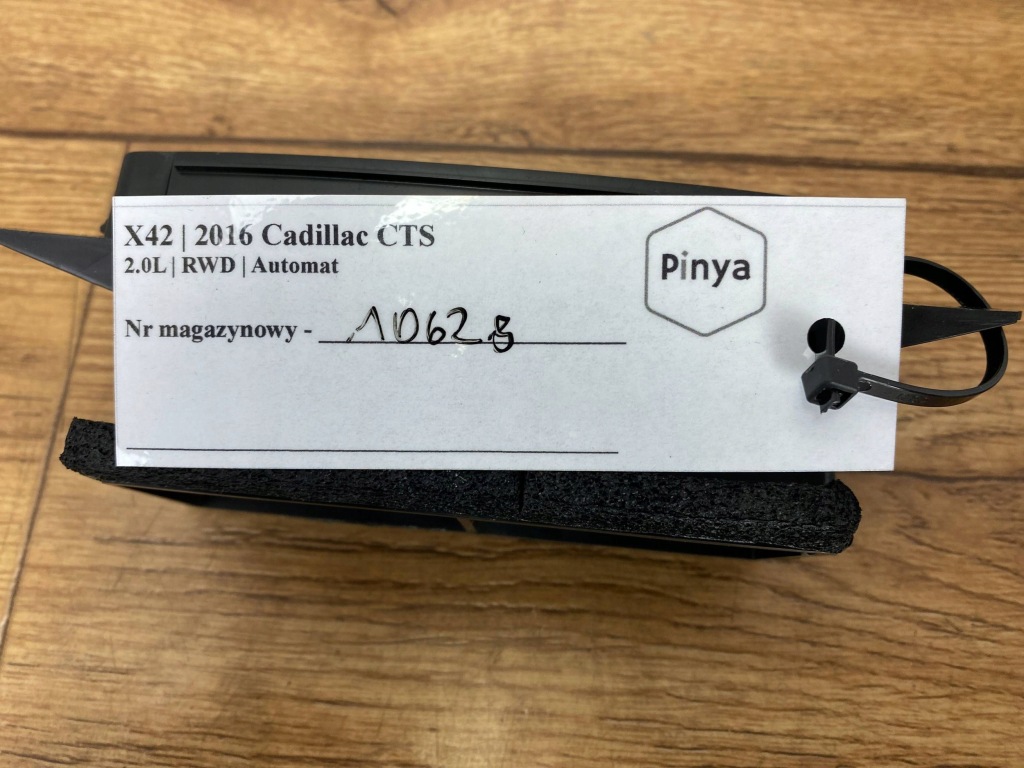 X42 | 2016 Cadillac CTS
2.0L | RWD | Automat
Pinya
Nr magazynowy - 10628